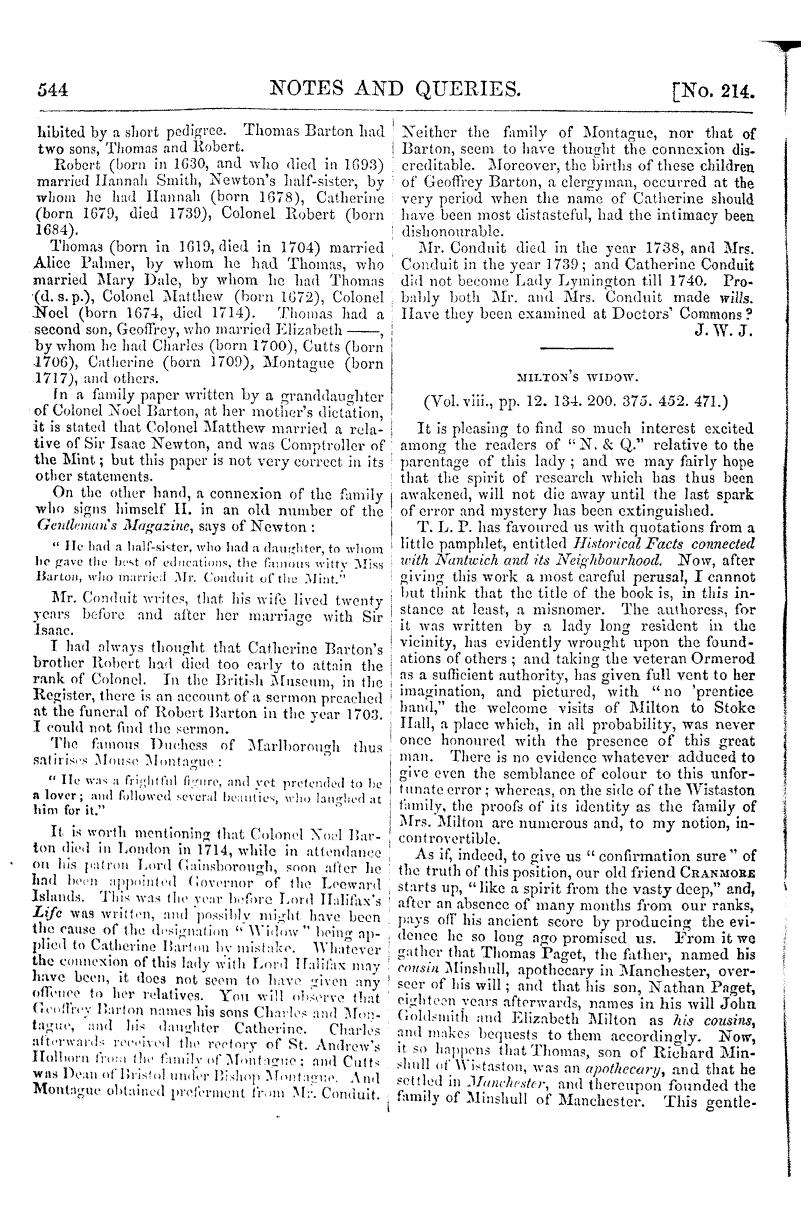 544 NOTES AND QUERIES. [No. 214.
hibited by a short pedigree. Thomas Barton had
two sons, Thomas and Robert.
Robert (born in 1630, and who died in 1693)
married Hannah Smith, Newton's half-sister, by
whom he had Hannah (born 1678), Catherine
(born 1679, died 1739), Colonel Robert (born
1684).
Thomas (born in 1619, died in 1704) married
Alice Palmer, by whom he had Thomas, who
married Mary Dale, by whom he had Thomas
(d. s. p.), Colonel Matthew (born 1672), Colonel
Noel (born 1674, died 1714). Thomas had a
second son, Geoffrey, who married Elizabeth ——,
by whom he had Charles (born 1700), Cutts (born
1706), Catherine (born 1709), Montague (born
1717), and others.
In a family paper written by a granddaughter
of Colonel Noel Barton, at her mother's dictation,
it is stated that Colonel Matthew married a rela-
tive of Sir Isaac Newton, and was Comptroller of
the Mint; but this paper is not very correct in its
other statements.
On the other hand, a connexion of the family
who signs himself H. in an old number of the
Gentleman's Magazine, says of Newton:
"He had a half-sister, who had a daughter, to whom
he gave the best of educations, the famous witty Miss
Barton, who married Mr. Conduit of the Mint."
Mr. Conduit writes, that his wife lived twenty
years before and after her marriage with Sir
Isaac.
I had always thought that Catherine Barton's
brother Robert had died too early to attain the
rank of Colonel. In the British Museum, in the
Register, there is an account of a sermon preached
at the funeral of Robert Barton in the year 1703.
I could not find the sermon.
The famous Duchess of Marlborough thus
satirises Mouse Montague:
"He was a frightful figure, and yet pretended to be
a lover; and followed several beauties, who laughed at
him for it."
It is worth mentioning that Colonel Noel Bar-
ton died in London in 1714, while in attendance
on his patron Lord Gainsborough, soon after he
had been appointed Governor of the Leeward
Islands. This was the year before Lord Halifax's
Life was written, and possibly might have been
the cause of the designation "Widow" being ap-
plied to Catherine Barton by mistake. Whatever
the connexion of this lady with Lord Halifax may
have been, it does not seem to have given any
offence to her relatives. You will observe that
Geoffrey Barton names his sons Charles and Mon-
tague, and his daughter Catherine. Charles
afterwards received the rectory of St. Andrew's
Holborn from the family of Montague; and Cutts
was Dean of Bristol under Bishop Montague. And
Montague obtained preferment from Mr. Conduit.
Neither the family of Montague, nor that of
Barton, seem to have thought the connexion dis-
creditable. Moreover, the births of these children
of Geoffrey Barton, a clergyman, occurred at the
very period when the name of Catherine should
have been most distasteful, had the intimacy been
dishonourable.
Mr. Conduit died in the year 1738, and Mrs.
Conduit in the year 1739; and Catherine Conduit
did not become Lady Lymington till 1740. Pro-
bably both Mr. and Mrs. Conduit made wills.
Have they been examined at Doctors' Commons?
J. W. J.
MILTON'S WIDOW.
(Vol. viii., pp. 12. 134. 200. 375. 452. 471.)
It is pleasing to find so much interest excited
among the readers of "N. & Q." relative to the
parentage of this lady; and we may fairly hope
that the spirit of research which has thus been
awakened, will not die away until the last spark
of error and mystery has been extinguished.
T. L. P. has favoured us with quotations from a
little pamphlet, entitled Historical Facts connected
with Nantwich and its Neighbourhood. Now, after
giving this work a most careful perusal, I cannot
but think that the title of the book is, in this in-
stance at least, a misnomer. The authoress, for
it was written by a lady long resident in the
vicinity, has evidently wrought upon the found-
ations of others; and taking the veteran Ormerod
as a sufficient authority, has given full vent to her
imagination, and pictured, with "no 'prentice
hand," the welcome visits of Milton to Stoke
Hall, a place which, in all probability, was never
once honoured with the presence of this great
man. There is no evidence whatever adduced to
give even the semblance of colour to this unfor-
tunate error; whereas, on the side of the Wistaston
family, the proofs of its identity as the family of
Mrs. Milton are numerous and, to my notion, in-
controvertible.
As if, indeed, to give us "confirmation sure" of
the truth of this position, our old friend CRANMORE
starts up, "like a spirit from the vasty deep," and,
after an absence of many months from our ranks,
pays off his ancient score by producing the evi-
dence he so long ago promised us. From it we
gather that Thomas Paget, the father, named his
cousin Minshull, apothecary in Manchester, over-
seer of his will; and that his son, Nathan Paget,
eighteen years afterwards, names in his will John
Goldsmith and Elizabeth Milton as his cousins,
and makes bequests to them accordingly. Now,
it so happens that Thomas, son of Richard Min-
shull of Wistaston, was an apothecary, and that he
settled in Manchester, and thereupon founded the
family of Minshull of Manchester. This gentle-